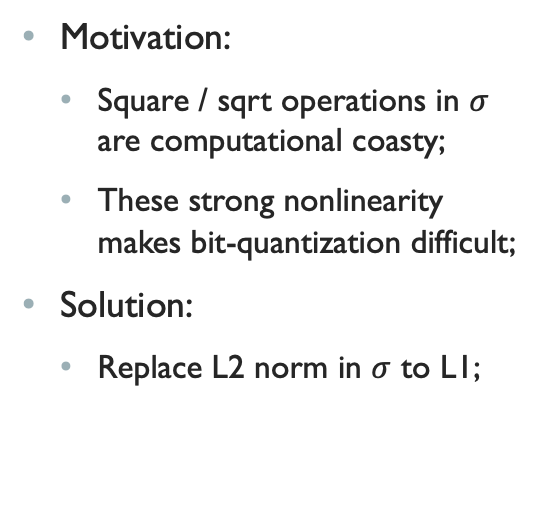 • Motivation:
• Square / sqrt operations in σ
are computational coasty;
• These strong nonlinearity
makes bit-quantization difficult;
• Solution:
• Replace L2 norm in σ to L1;